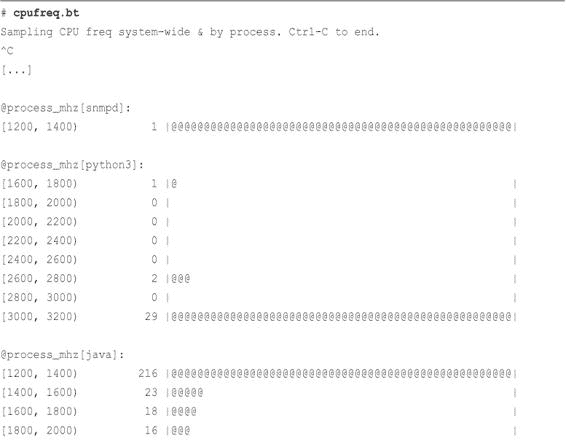 # cpufreq.bt
Sampling CPU freq system-wide & by process. Ctrl-C to end.
^C
[...]

@process_mhz[snmpd]:
[1200, 1400)           1 |@@@@@@@@@@@@@@@@@@@@@@@@@@@@@@@@@@@@@@@@@@@@@@@@@@@@|

@process_mhz[python3]:
[1600, 1800)           1 |@                                                   |
[1800, 2000)           0 |                                                    |
[2000, 2200)           0 |                                                    |
[2200, 2400)           0 |                                                    |
[2400, 2600)           0 |                                                    |
[2600, 2800)           2 |@@@                                                 |
[2800, 3000)           0 |                                                    |
[3000, 3200)          29 |@@@@@@@@@@@@@@@@@@@@@@@@@@@@@@@@@@@@@@@@@@@@@@@@@@@@|

@process_mhz[java]:
[1200, 1400)         216 |@@@@@@@@@@@@@@@@@@@@@@@@@@@@@@@@@@@@@@@@@@@@@@@@@@@@|
[1400, 1600)          23 |@@@@@                                               |
[1600, 1800)          18 |@@@@                                                |
[1800, 2000)          16 |@@@                                                 |